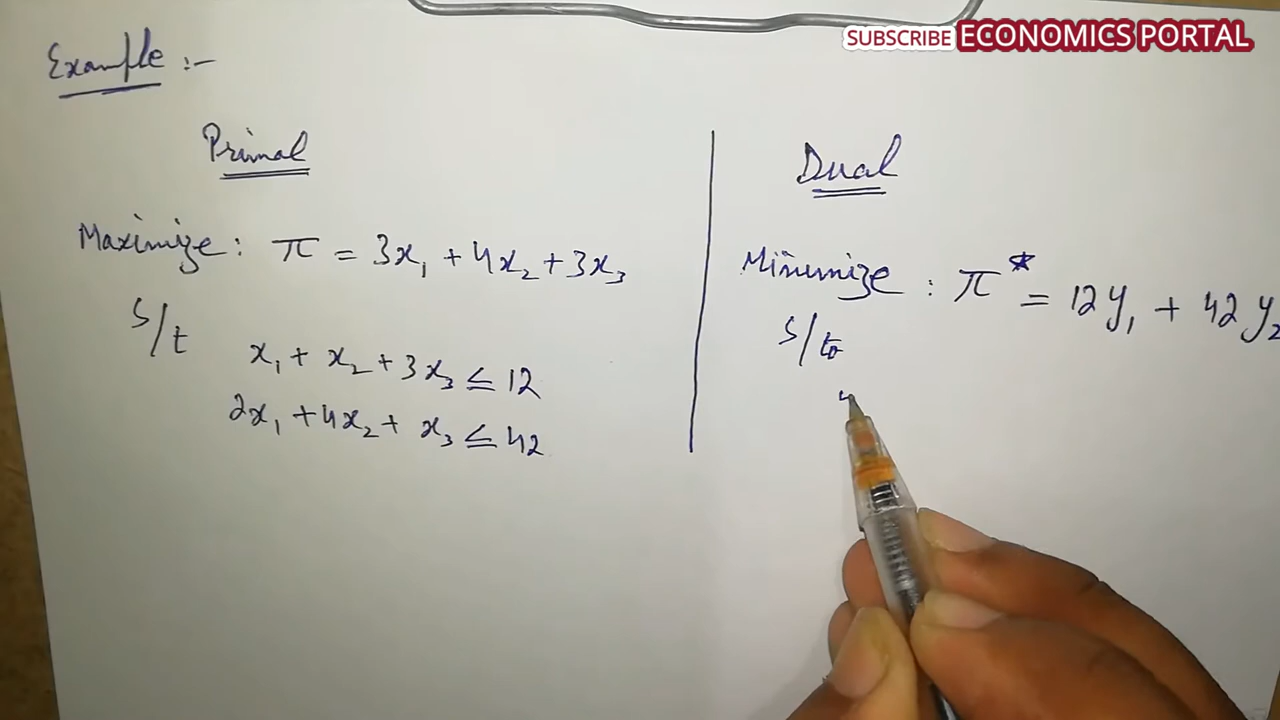 SUBSCRIBE ECONOMICS PORTAL
Example :-
Primal
Maximize: π = 3x₁ + 4x₂ + 3x₃
S/t
x₁ + x₂ + 3x₃ ≤ 12
2x₁ + 4x₂ + x₃ ≤ 42
Dual
Minimize : π* = 12y₁ + 42y₂
S/to